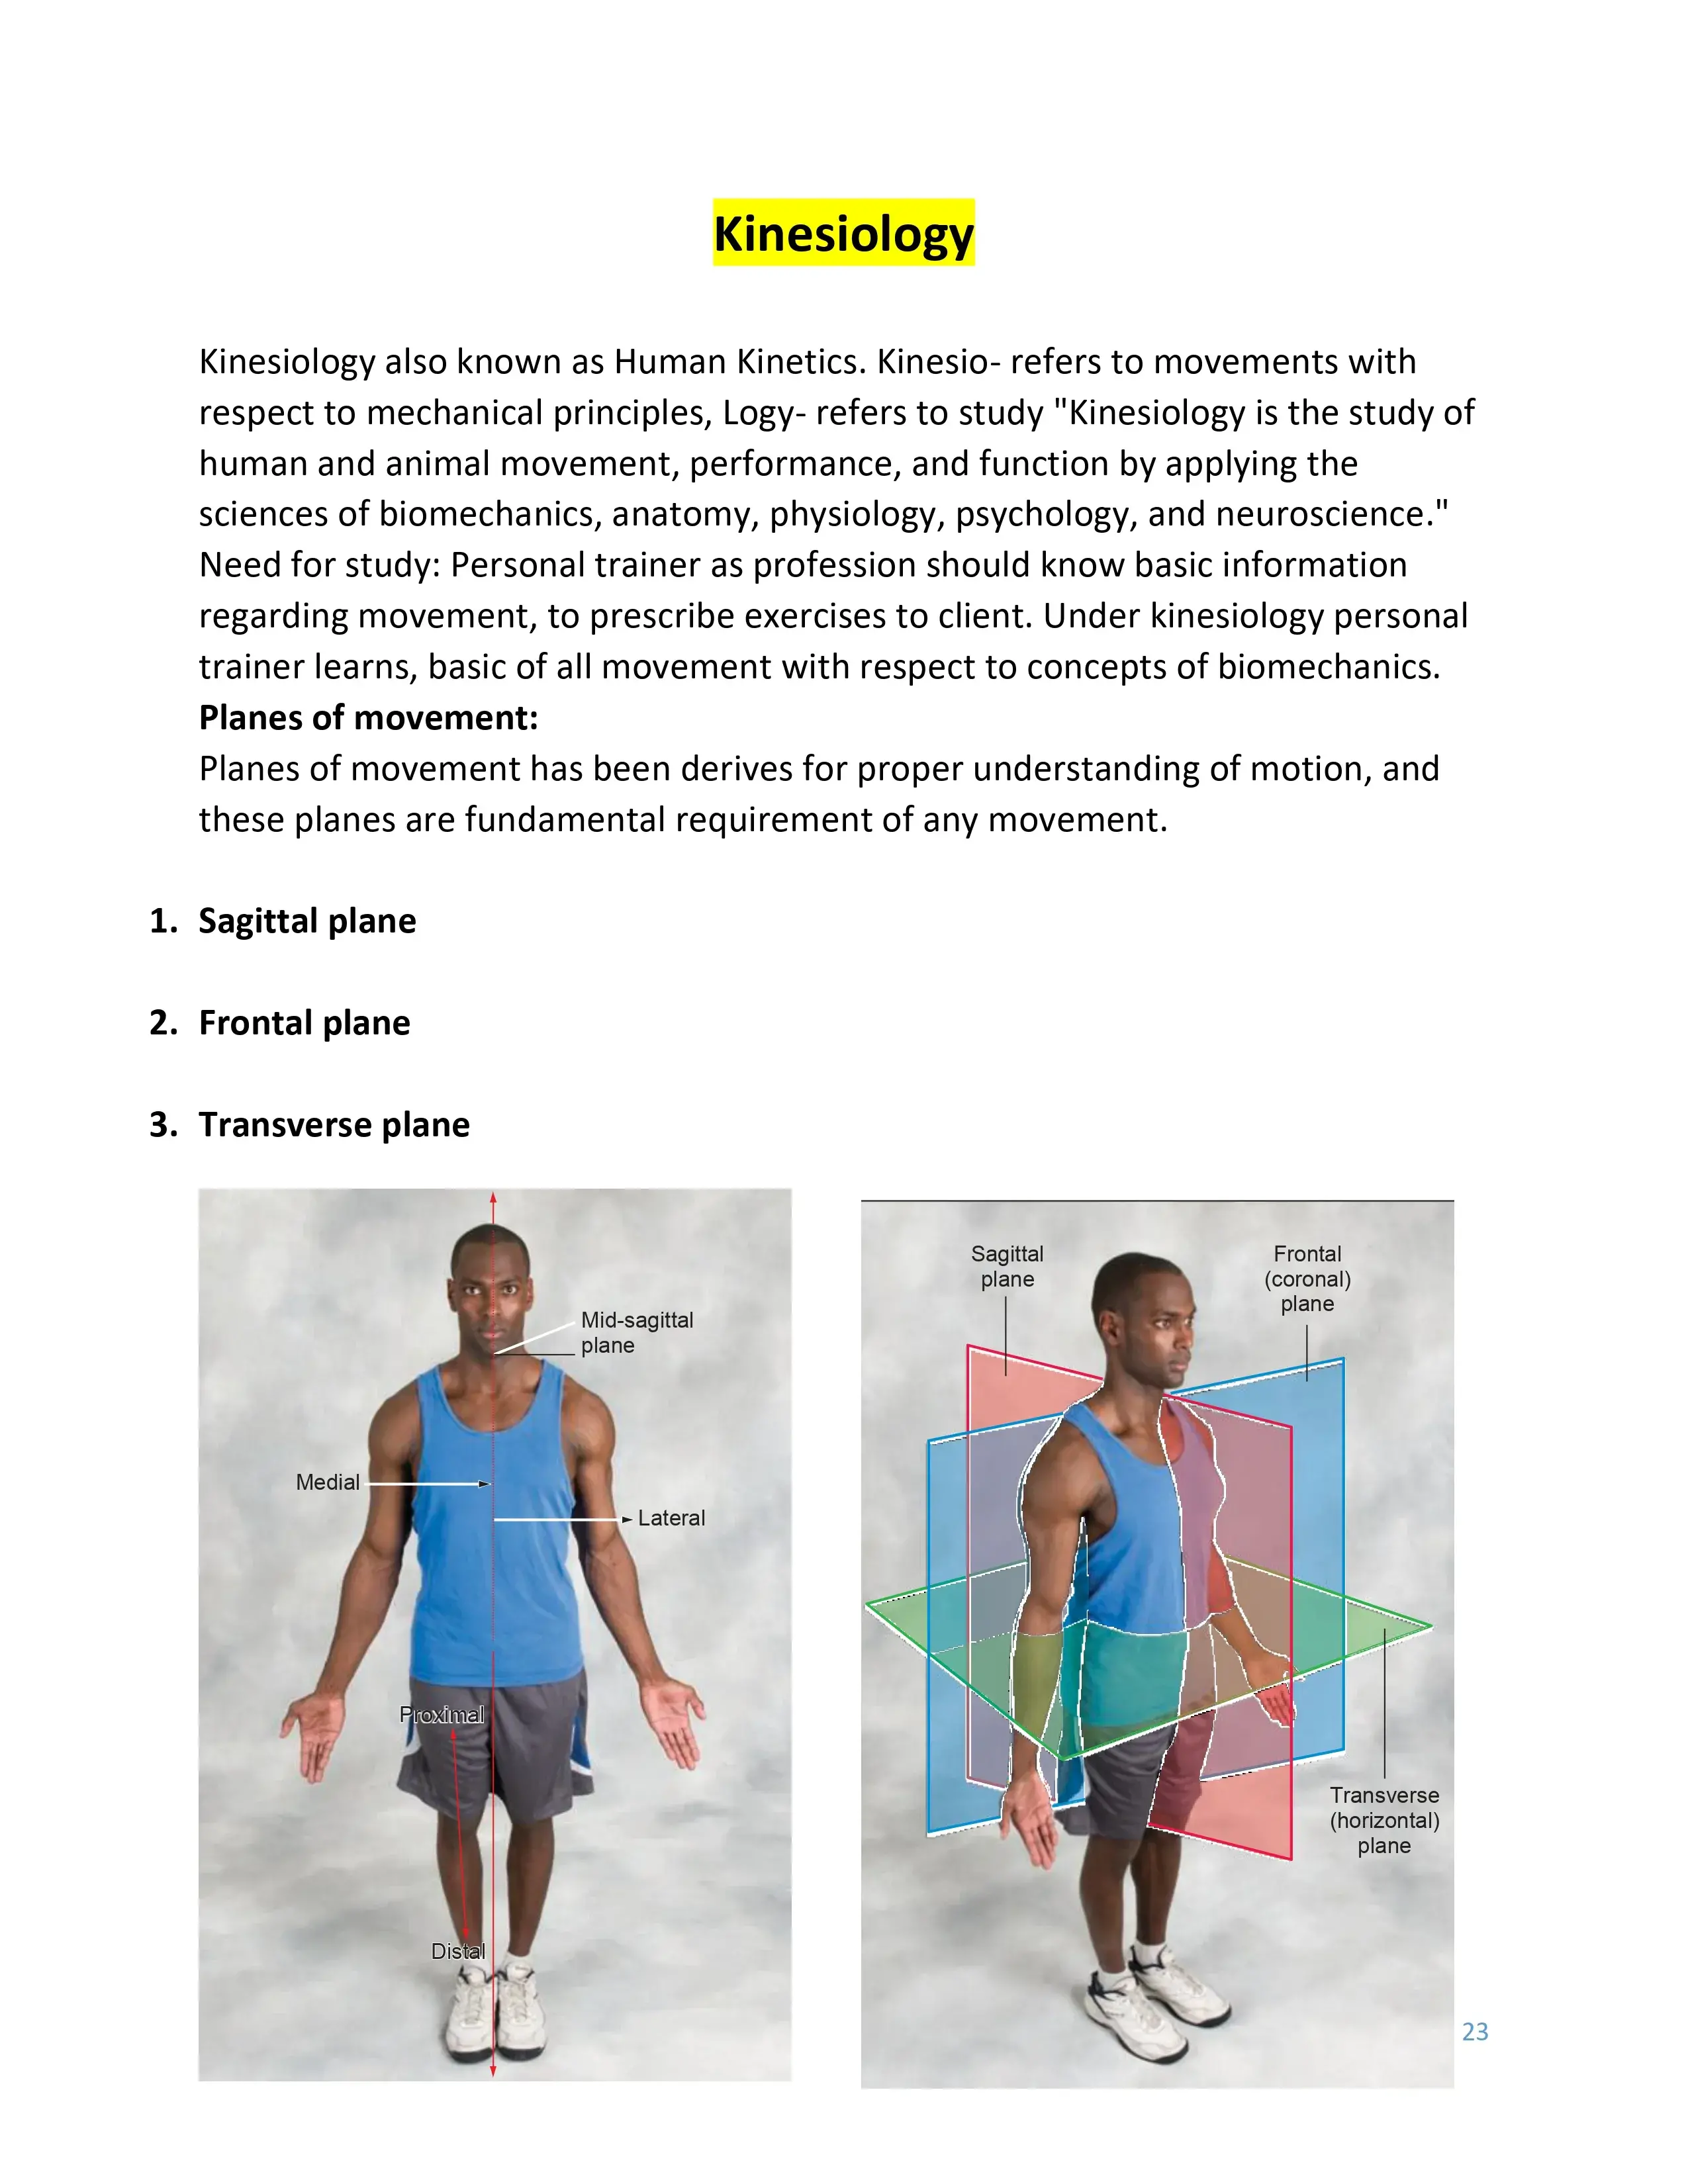 Kinesiology
Kinesiology also known as Human Kinetics. Kinesio- refers to movements with
respect to mechanical principles, Logy- refers to study "Kinesiology is the study of
human and animal movement, performance, and function by applying the
sciences of biomechanics, anatomy, physiology, psychology, and neuroscience."
Need for study: Personal trainer as profession should know basic information
regarding movement, to prescribe exercises to client. Under kinesiology personal
trainer learns, basic of all movement with respect to concepts of biomechanics.
Planes of movement:
Planes of movement has been derives for proper understanding of motion, and
these planes are fundamental requirement of any movement.
1. Sagittal plane
2. Frontal plane
3. Transverse plane
Mid-sagittal
plane
Medial
Lateral
Proximal
Distal
Sagittal
plane
Frontal
(coronal)
plane
Transverse
(horizontal)
plane
23